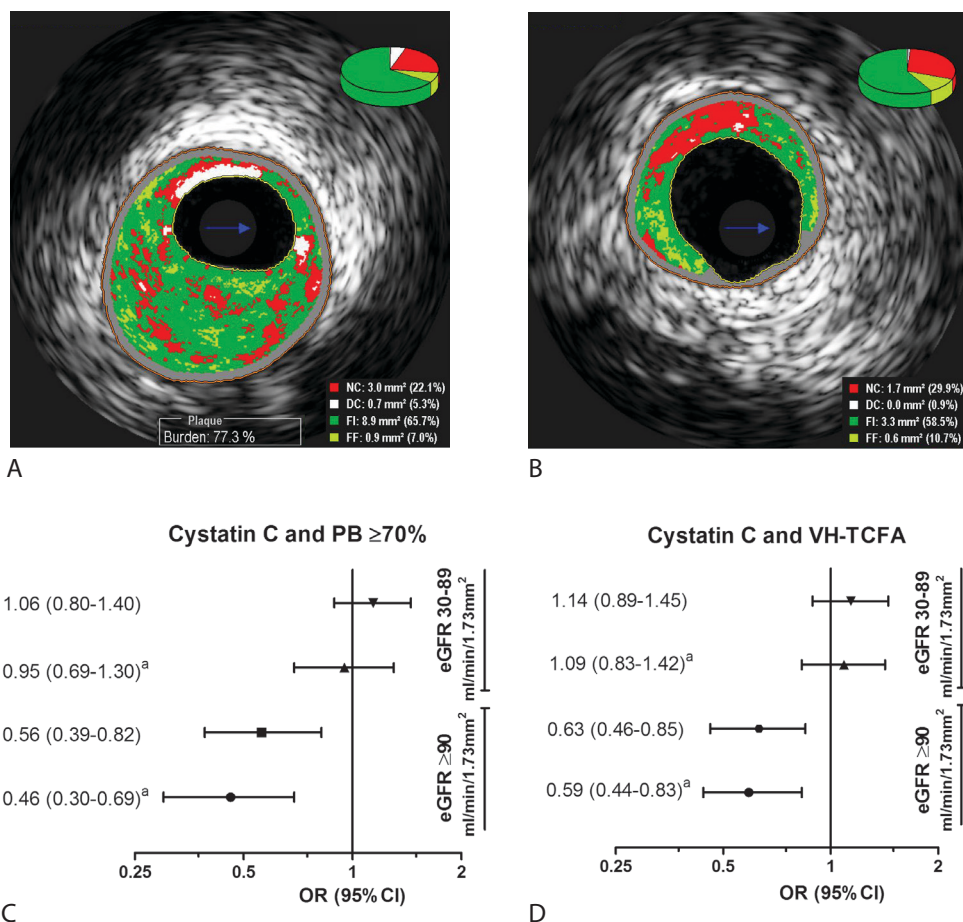 NC: 3.0 mm² (22.1%)
DC: 0.7 mm² (5.3%)
FI: 8.9 mm² (65.7%)
FF: 0.9 mm² (7.0%)
Plaque
Burden: 77.3 %
A
NC: 1.7 mm² (29.9%)
DC: 0.0 mm² (0.9%)
FI: 3.3 mm² (58.5%)
FF: 0.6 mm² (10.7%)
B
Cystatin C and PB ≥70%
1.06 (0.80-1.40)
0.95 (0.69-1.30)ᵃ
0.56 (0.39-0.82)
0.46 (0.30-0.69)ᵃ
eGFR 30-89
ml/min/1.73mm²
eGFR ≥90
ml/min/1.73mm²
0.25 0.5 1 2
OR (95% CI)
C
Cystatin C and VH-TCFA
1.14 (0.89-1.45)
1.09 (0.83-1.42)ᵃ
0.63 (0.46-0.85)
0.59 (0.44-0.83)ᵃ
eGFR 30-89
ml/min/1.73mm²
eGFR ≥90
ml/min/1.73mm²
0.25 0.5 1 2
OR (95% CI)
D